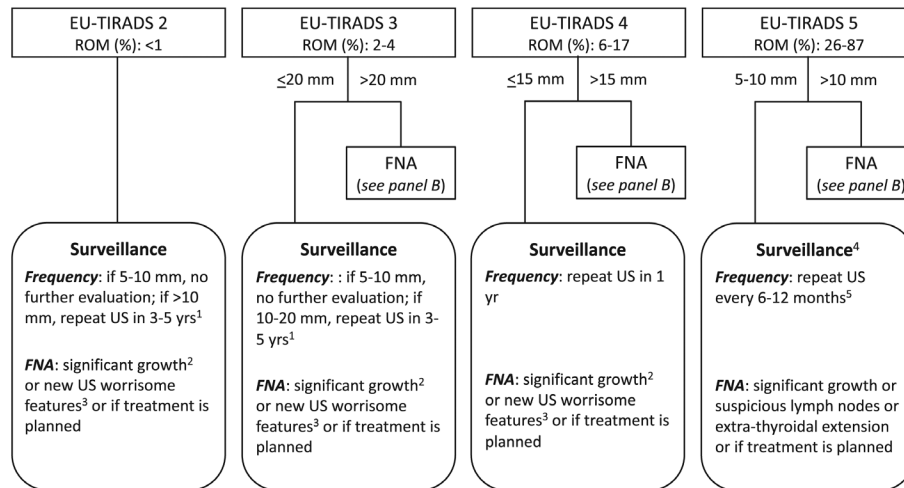 EU-TIRADS 2
ROM (%): <1
EU-TIRADS 3
ROM (%): 2-4
EU-TIRADS 4
ROM (%): 6-17
EU-TIRADS 5
ROM (%): 26-87
≤20 mm
>20 mm
≤15 mm
>15 mm
5-10 mm
>10 mm
FNA
(see panel B)
FNA
(see panel B)
FNA
(see panel B)
Surveillance
Frequency: if 5-10 mm, no
further evaluation; if >10
mm, repeat US in 3-5 yrs¹
FNA: significant growth²
or new US worrisome
features³ or if treatment is
planned
Surveillance
Frequency: : if 5-10 mm,
no further evaluation; if
10-20 mm, repeat US in 3-
5 yrs¹
FNA: significant growth²
or new US worrisome
features³ or if treatment is
planned
Surveillance
Frequency: repeat US in 1
yr
FNA: significant growth²
or new US worrisome
features³ or if treatment is
planned
Surveillance⁴
Frequency: repeat US
every 6-12 months⁵
FNA: significant growth or
suspicious lymph nodes or
extra-thyroidal extension
or if treatment is planned